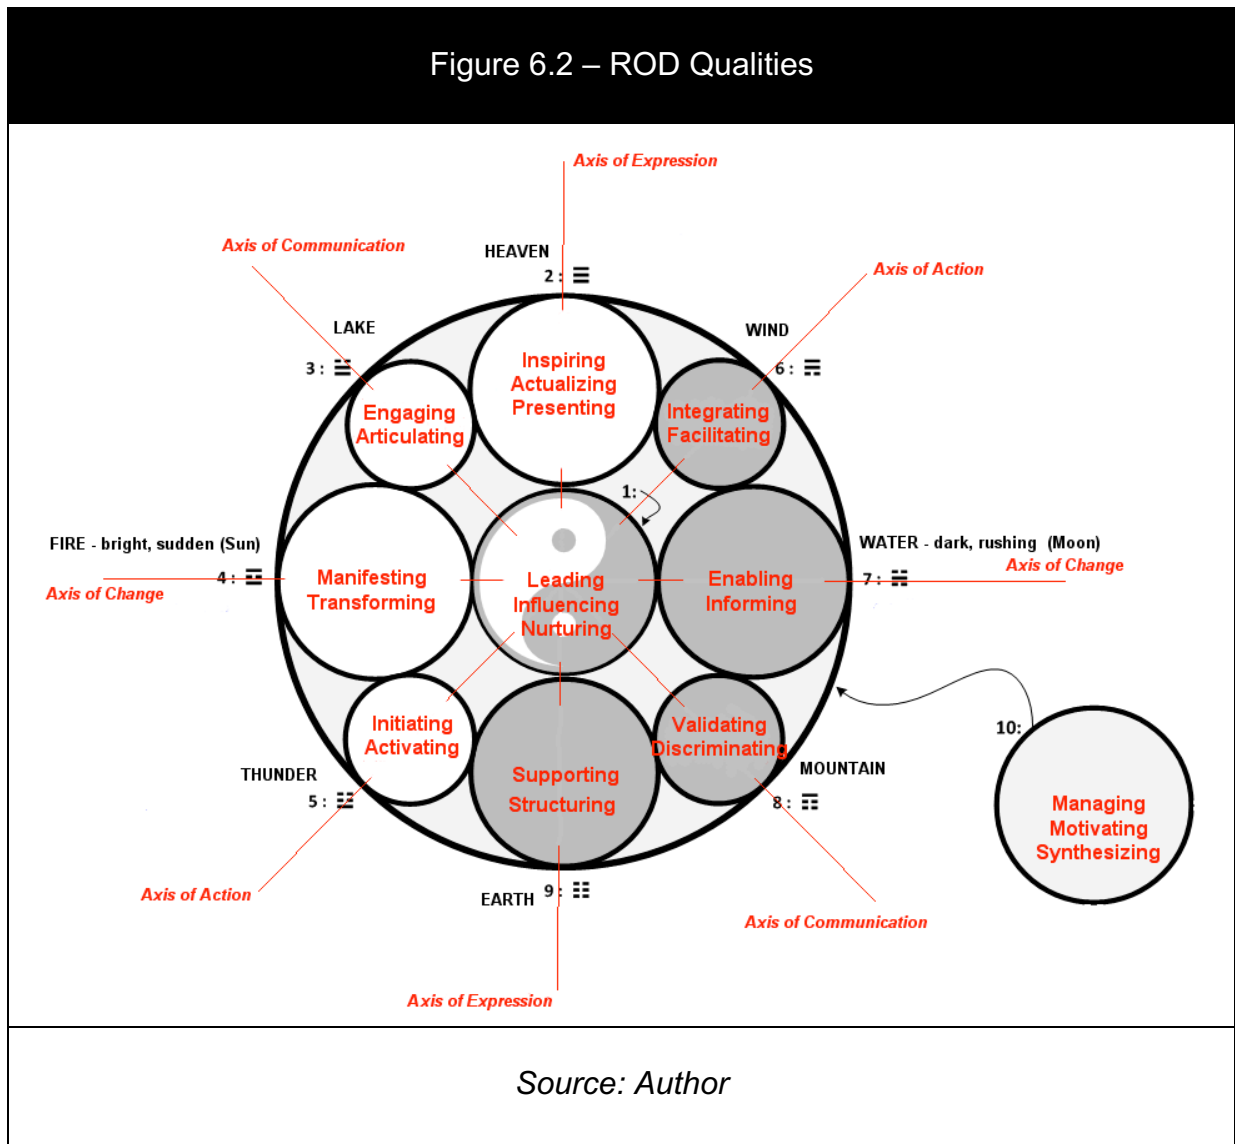 Figure 6.2 – ROD Qualities
Axis of Expression
Axis of Communication
HEAVEN
2: ☰
Axis of Action
LAKE
3: ☱
WIND
6: ☴
Inspiring
Actualizing
Presenting
Engaging
Articulating
Integrating
Facilitating
1:
FIRE - bright, sudden (Sun)
4: ☲
Axis of Change
WATER - dark, rushing (Moon)
Axis of Change
7: ☵
Manifesting
Transforming
Leading
Influencing
Nurturing
Enabling
Informing
Initiating
Activating
Supporting
Structuring
Validating
Discriminating
THUNDER
5: ☳
MOUNTAIN
8: ☶
10:
Managing
Motivating
Synthesizing
Axis of Action
EARTH
9: ☷
Axis of Communication
Axis of Expression
Source: Author